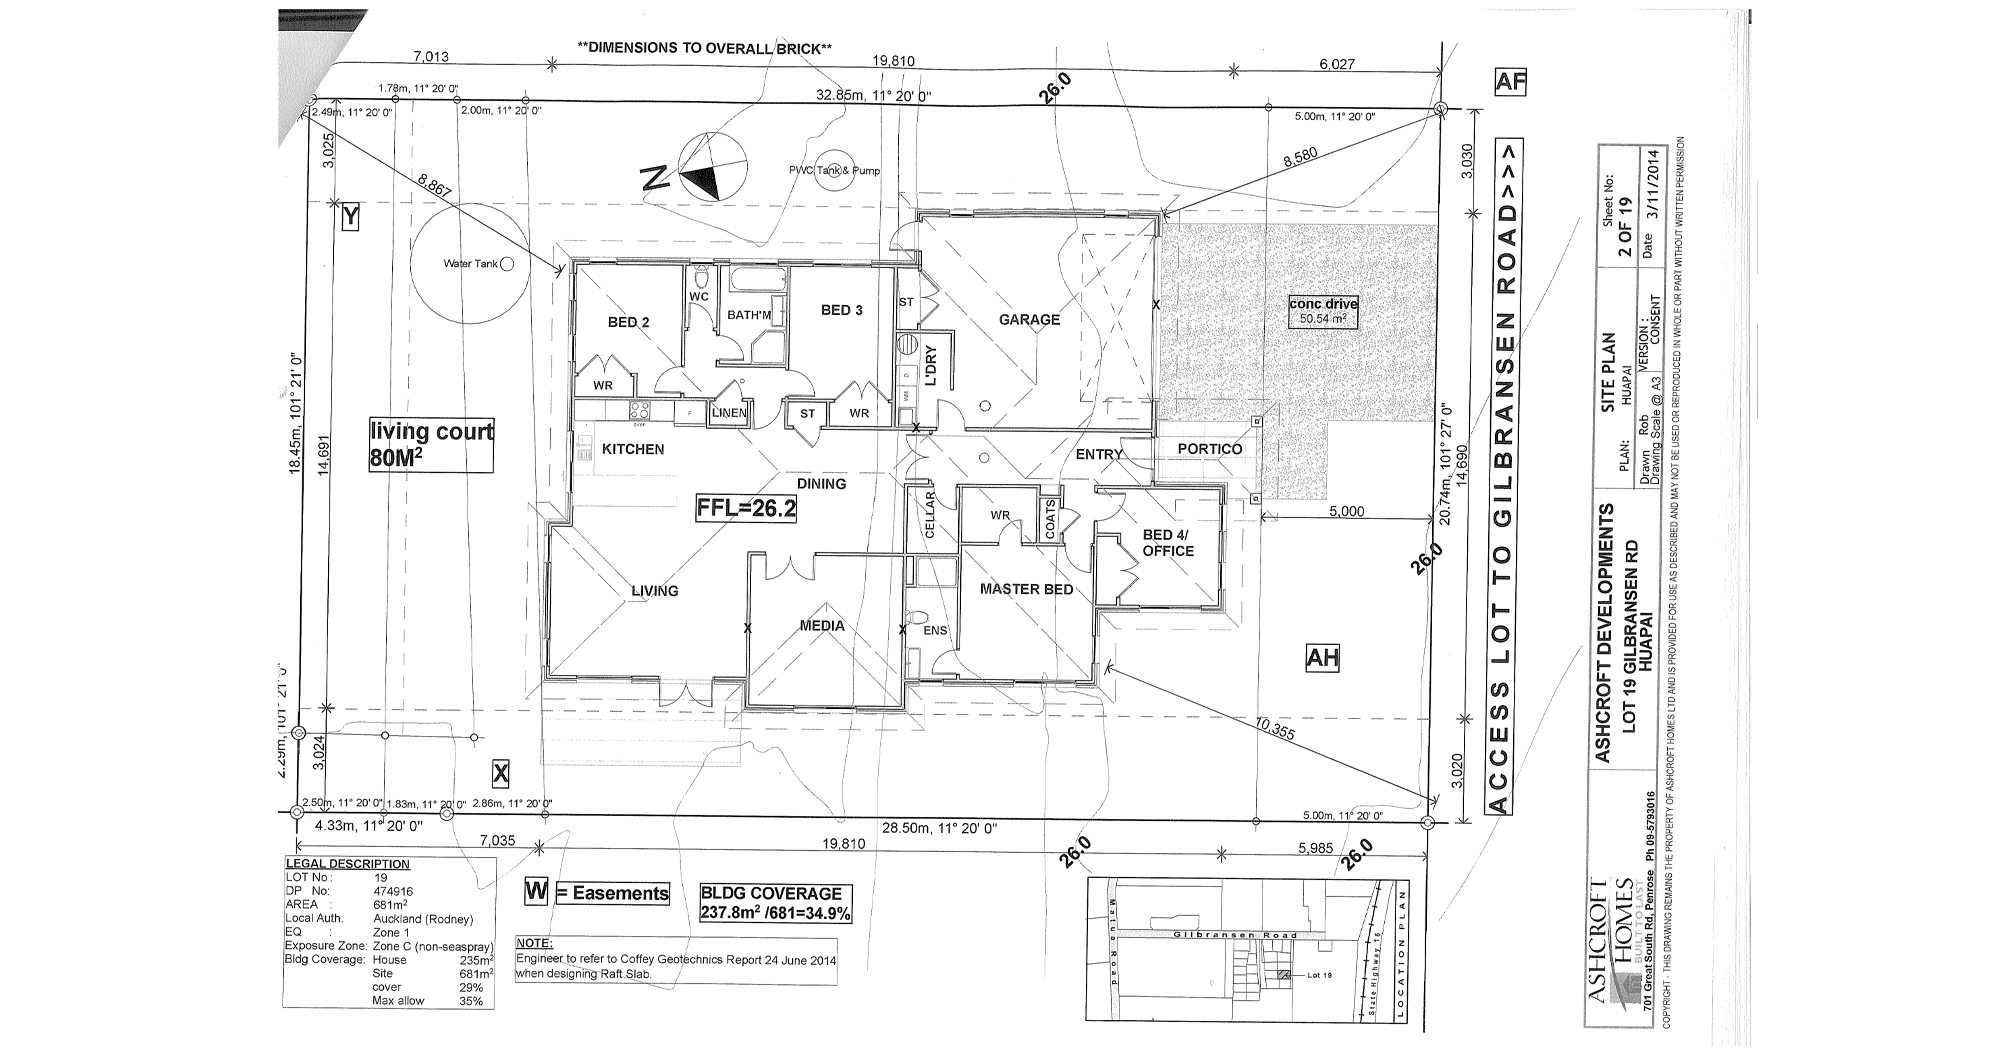 **DIMENSIONS TO OVERALL BRICK**
7,013
19,810
6,027
1.78m, 11° 20' 0"
32.85m, 11° 20' 0"
26.0
AF
2.49m, 11° 20' 0"
2.00m, 11° 20' 0"
5.00m, 11° 20' 0"
3,025
8,867
N
PWC Tank & Pump
8,580
3,030
Y
Water Tank
WC
BATH'M
BED 2
BED 3
ST
GARAGE
conc drive
50.54 m²
WR
LINEN
ST
WR
L'DRY
X
X
18.45m, 101° 21' 0"
14,691
living court
80M²
KITCHEN
DINING
ENTRY
PORTICO
FFL=26.2
CELLAR
WR
COATS
BED 4/
OFFICE
5,000
20.74m, 101° 27' 0"
14,690
26.0
LIVING
MEDIA
X
X
ENS
MASTER BED
AH
10,355
2.29m, 101° 21' 0"
3,024
X
3,020
2.50m, 11° 20' 0"
1.83m, 11° 20' 0"
2.86m, 11° 20' 0"
5.00m, 11° 20' 0"
4.33m, 11° 20' 0"
28.50m, 11° 20' 0"
7,035
19,810
5,985
26.0
26.0
ACCESS LOT TO GILBRANSEN ROAD>>>
LEGAL DESCRIPTION
LOT No : 19
DP No: 474916
AREA : 681m²
Local Auth: Auckland (Rodney)
EQ : Zone 1
Exposure Zone: Zone C (non-seaspray)
Bldg Coverage: House 235m²
Site 681m²
cover 29%
Max allow 35%
W = Easements
BLDG COVERAGE
237.8m² /681=34.9%
NOTE:
Engineer to refer to Coffey Geotechnics Report 24 June 2014
when designing Raft Slab.
Matua Road
Gilbransen Road
Lot 19
State Highway 16
LOCATION PLAN
ASHCROFT
HOMES
BUILT TO LAST
701 Great South Rd, Penrose Ph 09-5793016
ASHCROFT DEVELOPMENTS
LOT 19 GILBRANSEN RD
HUAPAI
PLAN: SITE PLAN
HUAPAI
Drawn Rob
Drawing Scale @ A3
VERSION :
CONSENT
Sheet No:
2 OF 19
Date 3/11/2014
COPYRIGHT - THIS DRAWING REMAINS THE PROPERTY OF ASHCROFT HOMES LTD AND IS PROVIDED FOR USE AS DESCRIBED AND MAY NOT BE USED OR REPRODUCED IN WHOLE OR PART WITHOUT WRITTEN PERMISSION